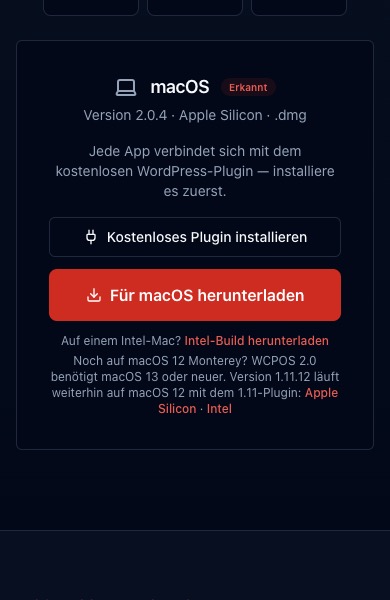 macOS Erkannt
Version 2.0.4 · Apple Silicon · .dmg
Jede App verbindet sich mit dem
kostenlosen WordPress-Plugin — installiere
es zuerst.
Kostenloses Plugin installieren
Für macOS herunterladen
Auf einem Intel-Mac? Intel-Build herunterladen
Noch auf macOS 12 Monterey? WCPOS 2.0
benötigt macOS 13 oder neuer. Version 1.11.12 läuft
weiterhin auf macOS 12 mit dem 1.11-Plugin: Apple
Silicon · Intel